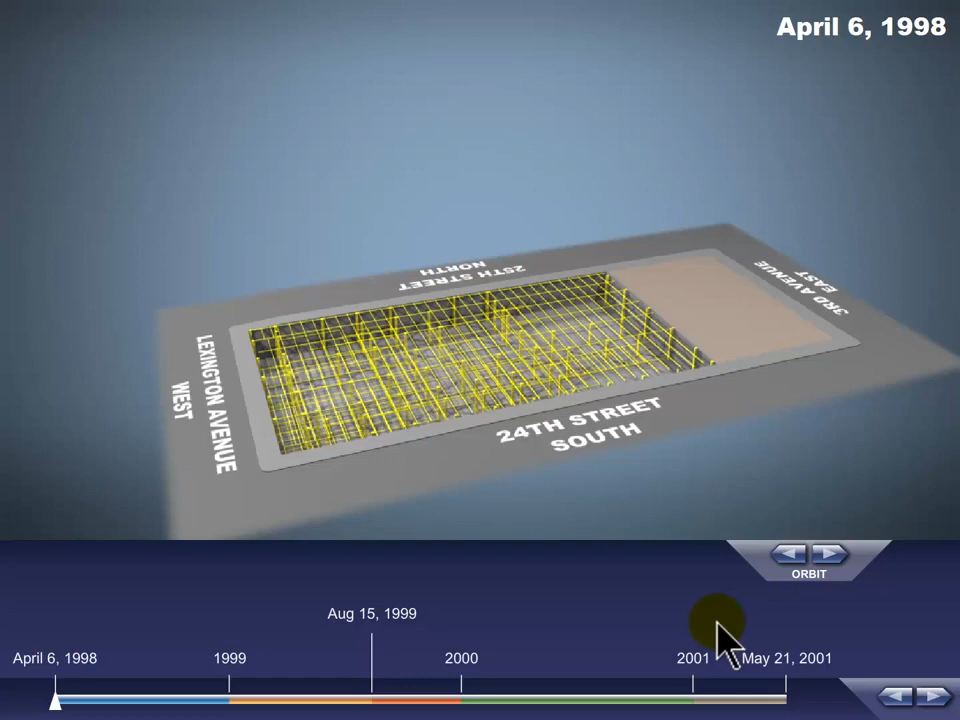 April 6, 1998
25TH STREET
NORTH
3RD AVENUE
EAST
LEXINGTON AVENUE
WEST
24TH STREET
SOUTH
ORBIT
Aug 15, 1999
April 6, 1998
1999
2000
2001
May 21, 2001